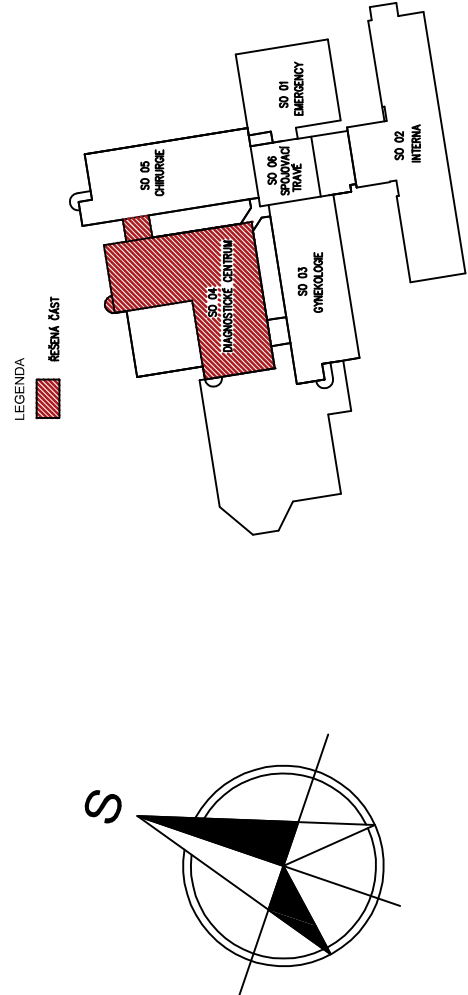 LEGENDA
ŘEŠENÁ ČÁST
SO 05
CHIRURGIE
SO 01
EMERGENCY
SO 06
SPOJOVACÍ
TRAVÉ
SO 02
INTERNA
SO 04
DIAGNOSTICKÉ CENTRUM
SO 03
GYNEKOLOGIE
S